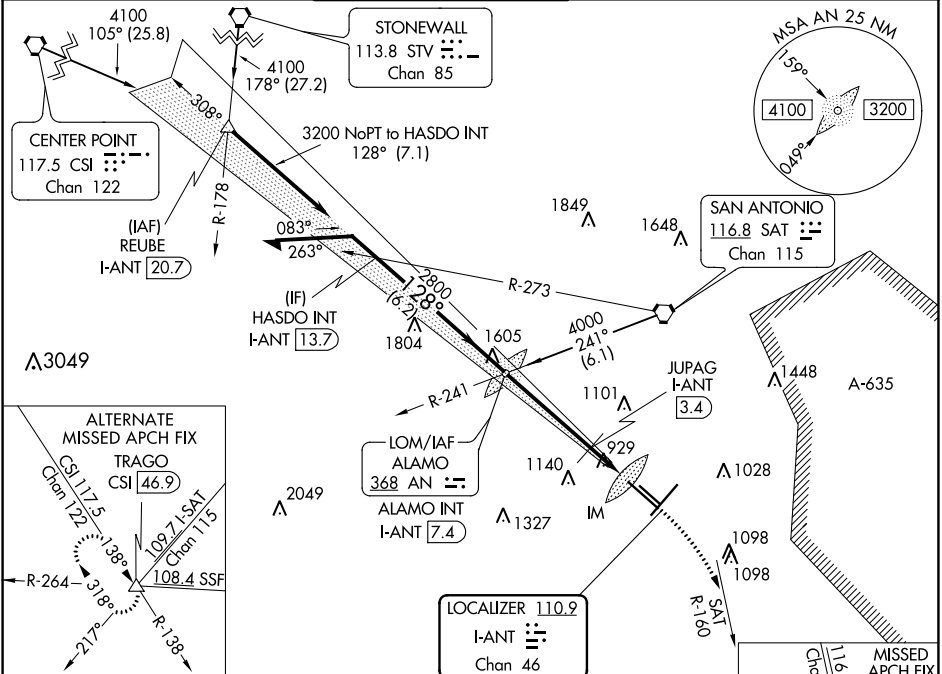 4100
105° (25.8)
STONEWALL
113.8 STV
Chan 85
4100
178° (27.2)
MSA AN 25 NM
159°
4100
3200
049°
308°
CENTER POINT
117.5 CSI
Chan 122
3200 NoPT to HASDO INT
128° (7.1)
R-178
(IAF)
REUBE
I-ANT 20.7
083°
263°
1849
1648
SAN ANTONIO
116.8 SAT
Chan 115
R-273
(IF)
HASDO INT
I-ANT 13.7
2800
128°
(6.2)
1804
1605
4000
241°
(6.1)
3049
R-241
JUPAG
I-ANT
3.4
1101
1448
A-635
ALTERNATE
MISSED APCH FIX
TRAGO
CSI 46.9
CSI 117.5
Chan 122
138°
109.7 I-SAT
Chan 115
108.4 SSF
R-264
318°
217°
R-138
LOM/IAF
ALAMO
368 AN
ALAMO INT
I-ANT 7.4
929
1140
1028
2049
1327
IM
1098
1098
SAT
R-160
LOCALIZER 110.9
I-ANT
Chan 46
MISSED
APCH FIX